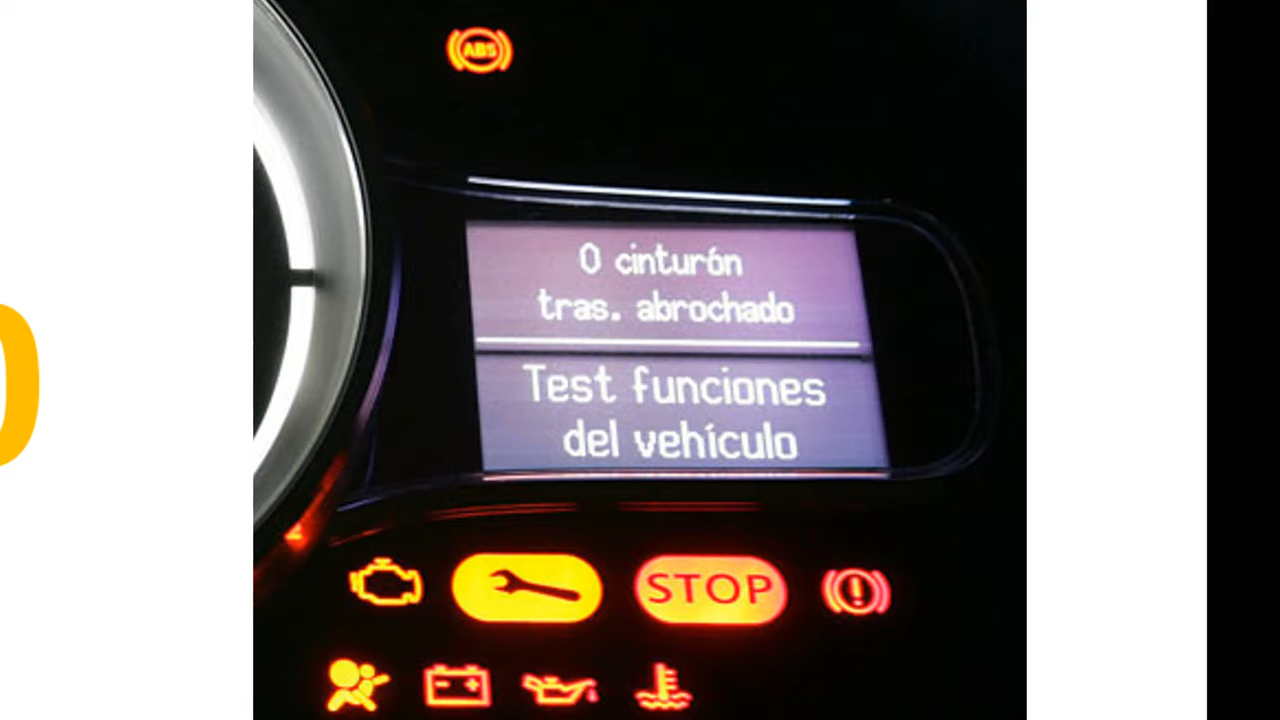 ABS
0 cinturón
tras. abrochado
Test funciones
del vehículo
STOP